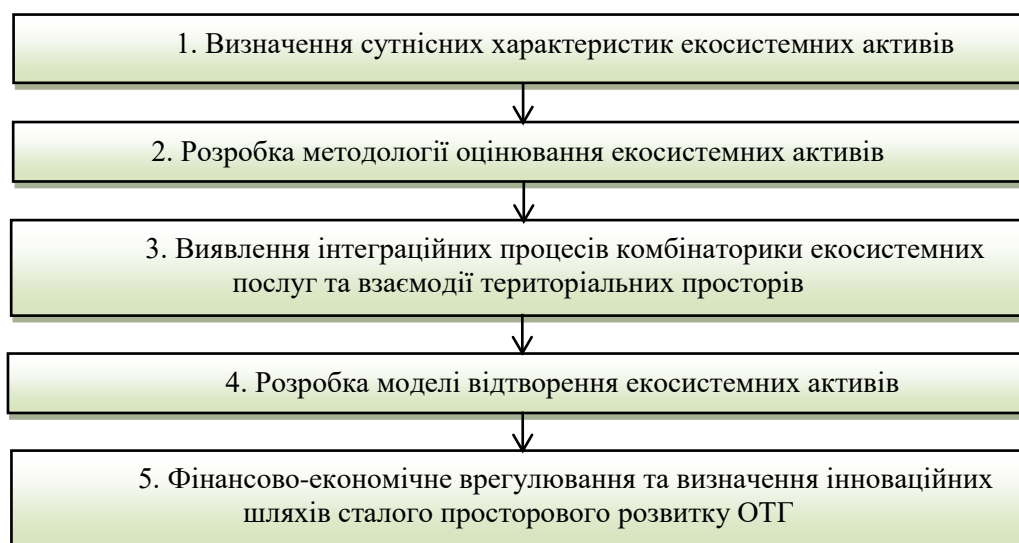 1. Визначення сутнісних характеристик екосистемних активів
2. Розробка методології оцінювання екосистемних активів
3. Виявлення інтеграційних процесів комбінаторики екосистемних
послуг та взаємодії територіальних просторів
4. Розробка моделі відтворення екосистемних активів
5. Фінансово-економічне врегулювання та визначення інноваційних
шляхів сталого просторового розвитку ОТГ